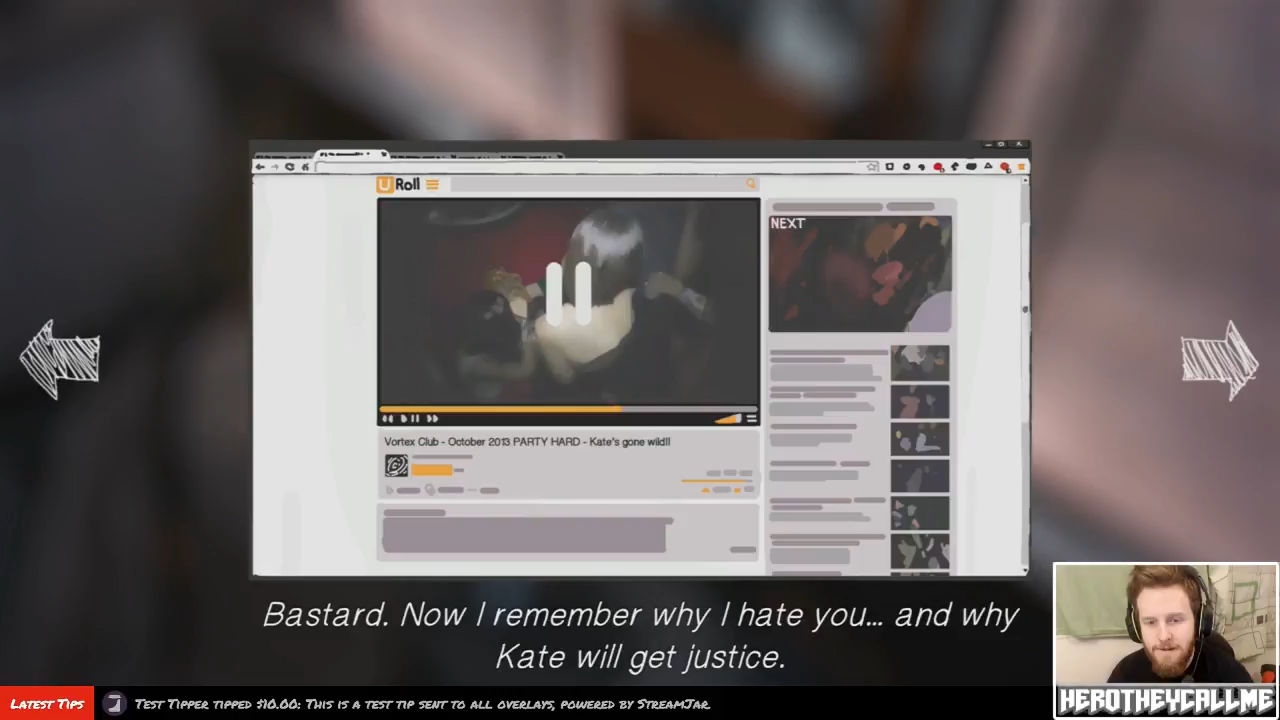 U Roll
NEXT
Vortex Club - October 2013 PARTY HARD - Kate's gone wild!!
Bastard. Now I remember why I hate you... and why
Kate will get justice.
HEROTHEYCALLME
LATEST TIPS
TEST TIPPER TIPPED $10.00: THIS IS A TEST TIP SENT TO ALL OVERLAYS, POWERED BY STREAMJAR.